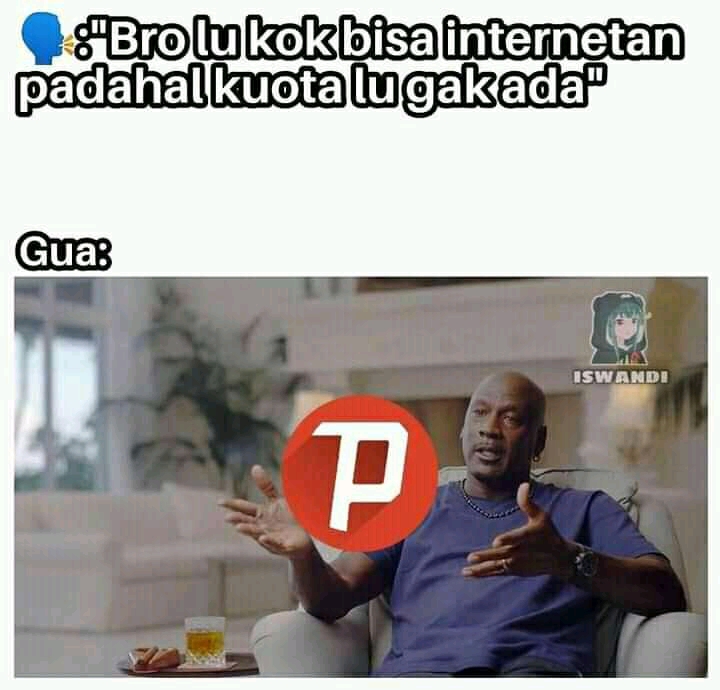 🗣:"Bro lu kok bisa internetan
padahal kuota lu gak ada"
Gua:
ISWANDI
P